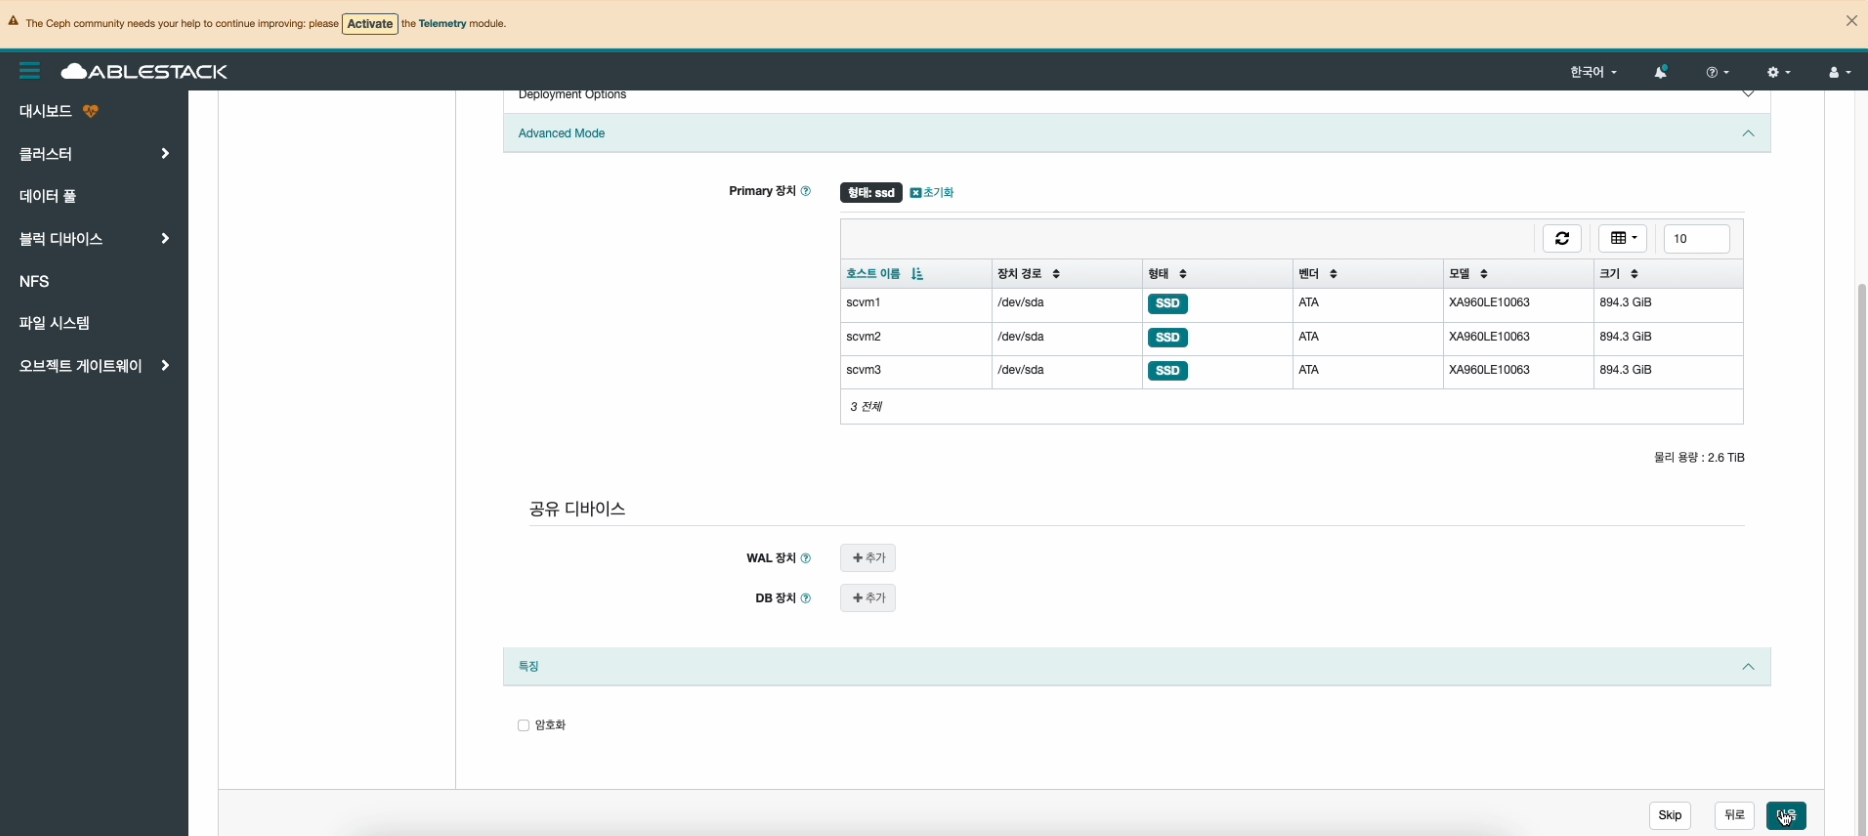 The Ceph community needs your help to continue improving: please Activate the Telemetry module.
ABLESTACK
한국어
대시보드
클러스터
데이터 풀
블럭 디바이스
NFS
파일 시스템
오브젝트 게이트웨이
Deployment Options
Advanced Mode
Primary 장치 형태: ssd 초기화
10
호스트 이름 장치 경로 형태 벤더 모델 크기
scvm1 /dev/sda SSD ATA XA960LE10063 894.3 GiB
scvm2 /dev/sda SSD ATA XA960LE10063 894.3 GiB
scvm3 /dev/sda SSD ATA XA960LE10063 894.3 GiB
3 전체
물리 용량 : 2.6 TiB
공유 디바이스
WAL 장치 추가
DB 장치 추가
특징
암호화
Skip 뒤로